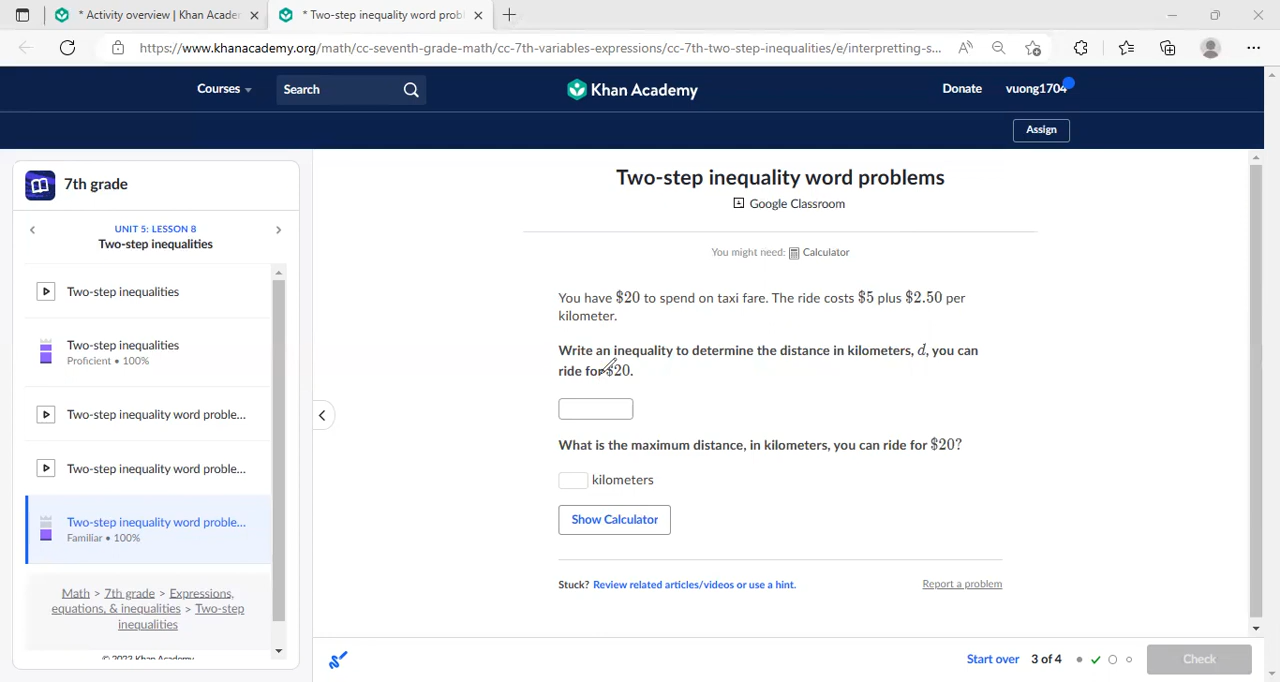 * Activity overview | Khan Acader
* Two-step inequality word probl
https://www.khanacademy.org/math/cc-seventh-grade-math/cc-7th-variables-expressions/cc-7th-two-step-inequalities/e/interpretting-s...
Courses
Search
Khan Academy
Donate
vuong1704
Assign
7th grade
UNIT 5: LESSON 8
Two-step inequalities
Two-step inequalities
Two-step inequalities
Proficient • 100%
Two-step inequality word proble...
Two-step inequality word proble...
Two-step inequality word proble...
Familiar • 100%
Math > 7th grade > Expressions,
equations, & inequalities > Two-step
inequalities
© 2023 Khan Academy
Two-step inequality word problems
Google Classroom
You might need: Calculator
You have $20 to spend on taxi fare. The ride costs $5 plus $2.50 per
kilometer.
Write an inequality to determine the distance in kilometers, d, you can
ride for $20.
What is the maximum distance, in kilometers, you can ride for $20?
kilometers
Show Calculator
Stuck? Review related articles/videos or use a hint.
Report a problem
Start over
3 of 4
Check